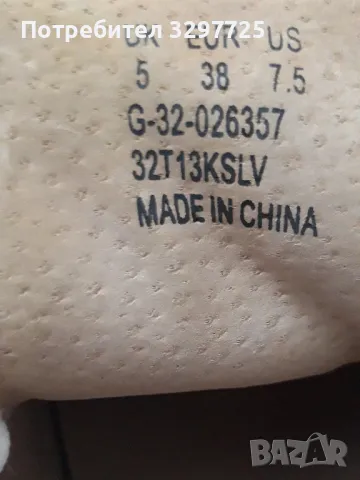 Потребител 3297725
UK EUR US
5 38 7.5
G-32-026357
32T13KSLV
MADE IN CHINA
BAZAR